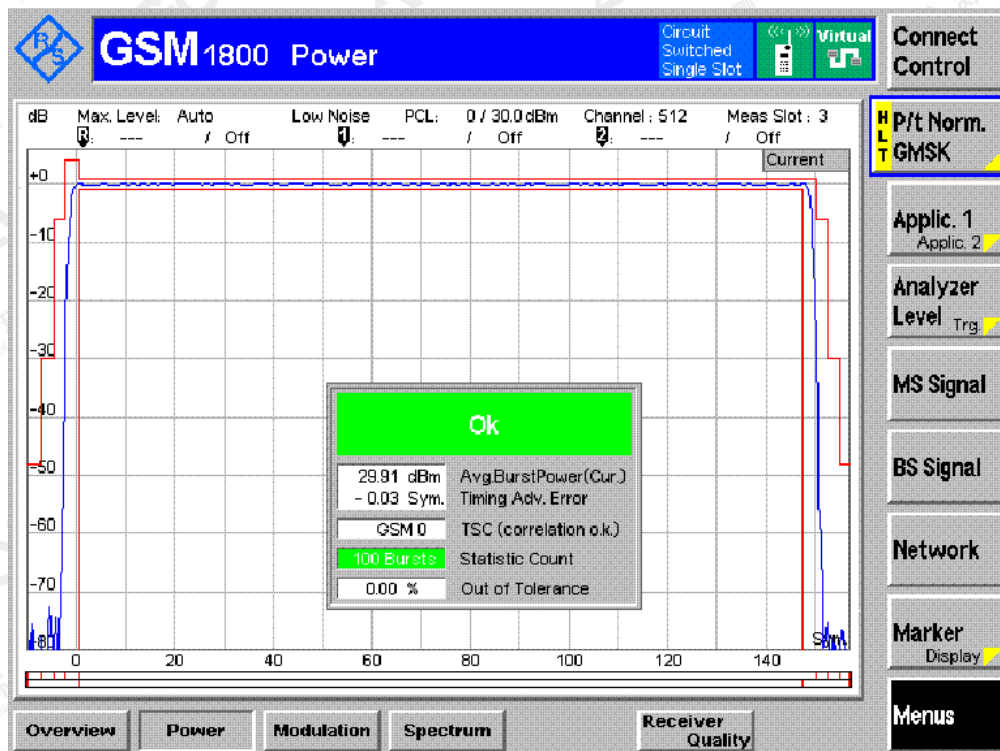 R/S
GSM 1800 Power
Circuit
Switched
Single Slot
Virtual
Connect
Control
dB Max. Level: Auto Low Noise PCL: 0 / 30.0 dBm Channel : 512 Meas Slot : 3
R: --- / Off 1: --- / Off 2: --- / Off
Current
H
L
T
P/t Norm.
GMSK
Applic. 1
Applic. 2
Analyzer
Level Trg.
MS Signal
BS Signal
Network
Marker
Display
Menus
+0
-10
-20
-30
-40
-50
-60
-70
-80
Ok
29.91 dBm Avg.BurstPower(Cur.)
- 0.03 Sym. Timing Adv. Error
GSM 0 TSC (correlation o.k.)
100 Bursts Statistic Count
0.00 % Out of Tolerance
Sym.
0 20 40 60 80 100 120 140
Overview Power Modulation Spectrum Receiver
Quality